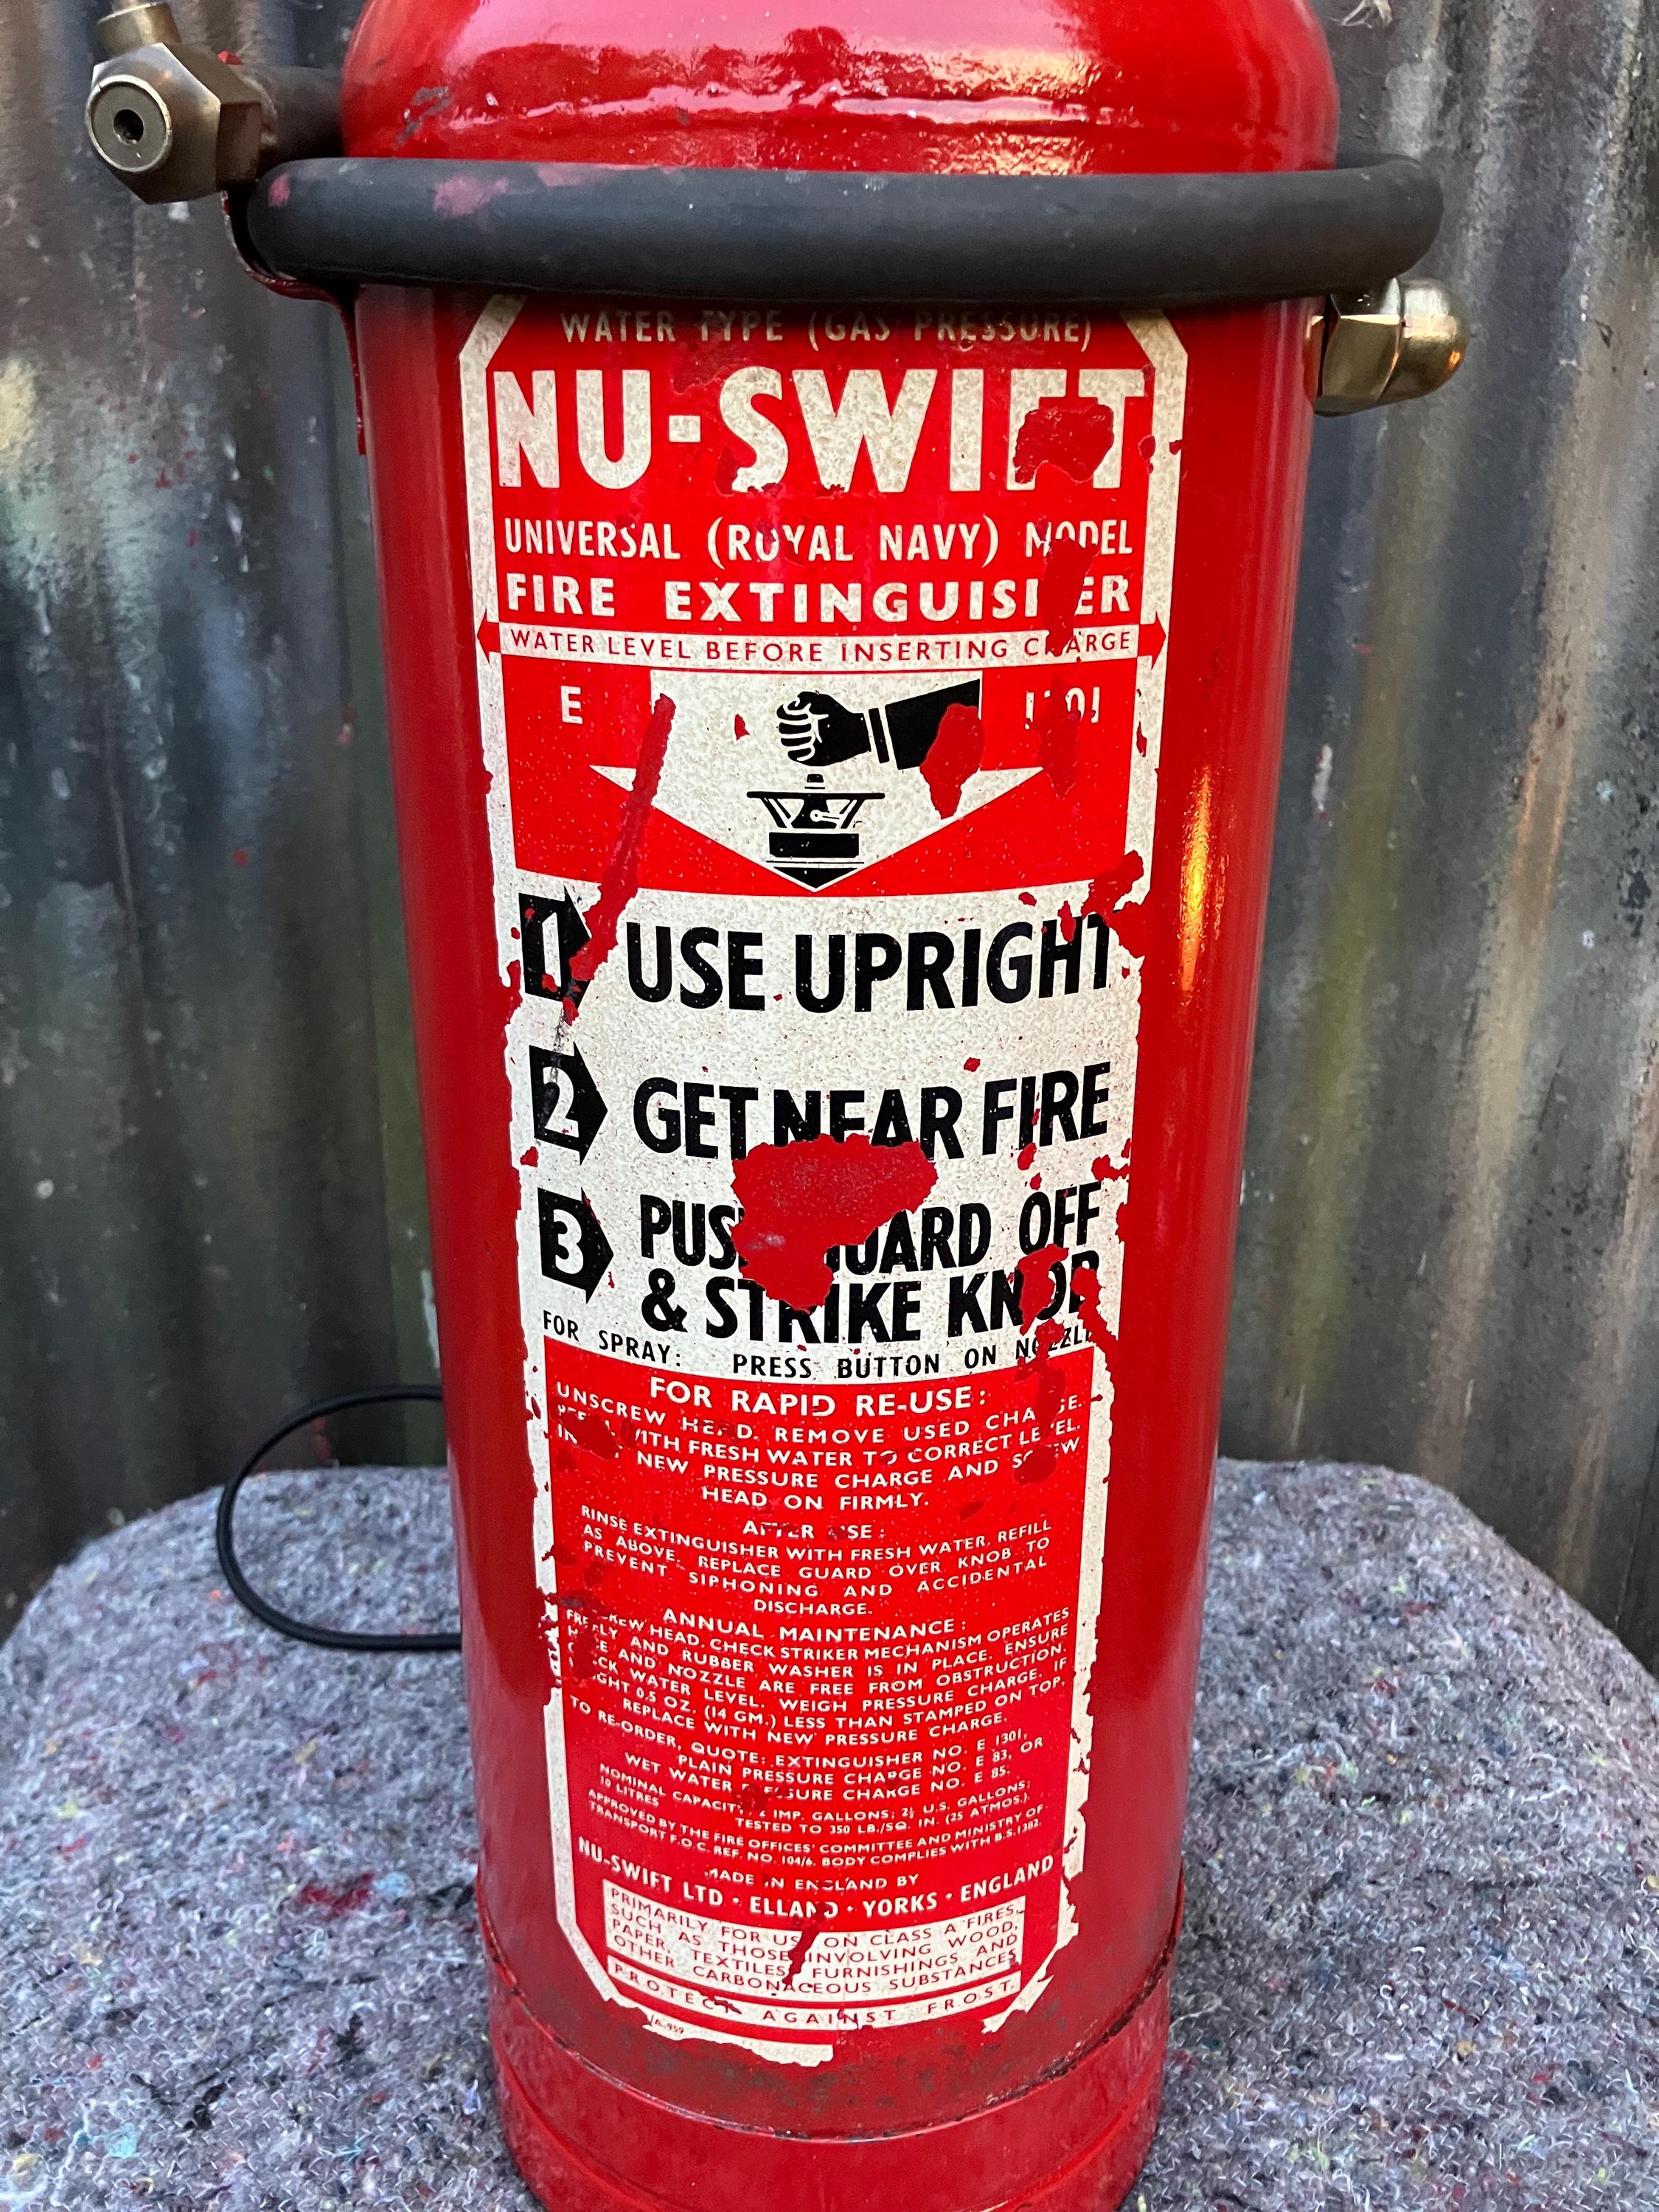 WATER TYPE (GAS PRESSURE)
NU-SWIFT
UNIVERSAL (ROYAL NAVY) MODEL
FIRE EXTINGUISHER
WATER LEVEL BEFORE INSERTING CHARGE
E
1 USE UPRIGHT
2 GET NEAR FIRE
3 PUSH GUARD OFF
& STRIKE KNOB
FOR SPRAY: PRESS BUTTON ON NOZZLE
FOR RAPID RE-USE:
UNSCREW HEAD. REMOVE USED CHARGE.
REFILL WITH FRESH WATER TO CORRECT LEVEL.
NEW PRESSURE CHARGE AND SCREW
HEAD ON FIRMLY.
AFTER USE:
RINSE EXTINGUISHER WITH FRESH WATER. REFILL
AS ABOVE. REPLACE GUARD OVER KNOB TO
PREVENT SIPHONING AND ACCIDENTAL
DISCHARGE.
ANNUAL MAINTENANCE:
HEAD. CHECK STRIKER MECHANISM OPERATES
FREELY AND RUBBER WASHER IS IN PLACE. ENSURE
AND NOZZLE ARE FREE FROM OBSTRUCTION.
CHECK WATER LEVEL. WEIGH PRESSURE CHARGE. IF
WEIGHT 0.5 OZ. (14 GM.) LESS THAN STAMPED ON TOP,
REPLACE WITH NEW PRESSURE CHARGE.
TO RE-ORDER, QUOTE: EXTINGUISHER NO. E 1301,
PLAIN PRESSURE CHARGE NO. E 83, OR
WET WATER PRESSURE CHARGE NO. E 85.
NOMINAL CAPACITY: 2 IMP. GALLONS; 2½ U.S. GALLONS;
10 LITRES TESTED TO 350 LB./SQ. IN. (25 ATMOS.).
APPROVED BY THE FIRE OFFICES' COMMITTEE AND MINISTRY OF
TRANSPORT F.O.C. REF. NO. 104/6. BODY COMPLIES WITH B.S.1382.
MADE IN ENGLAND BY
NU-SWIFT LTD · ELLAND · YORKS · ENGLAND
PRIMARILY FOR USE ON CLASS 'A' FIRES,
SUCH AS THOSE INVOLVING WOOD,
PAPER, TEXTILES, FURNISHINGS AND
OTHER CARBONACEOUS SUBSTANCES
PROTECT AGAINST FROST.